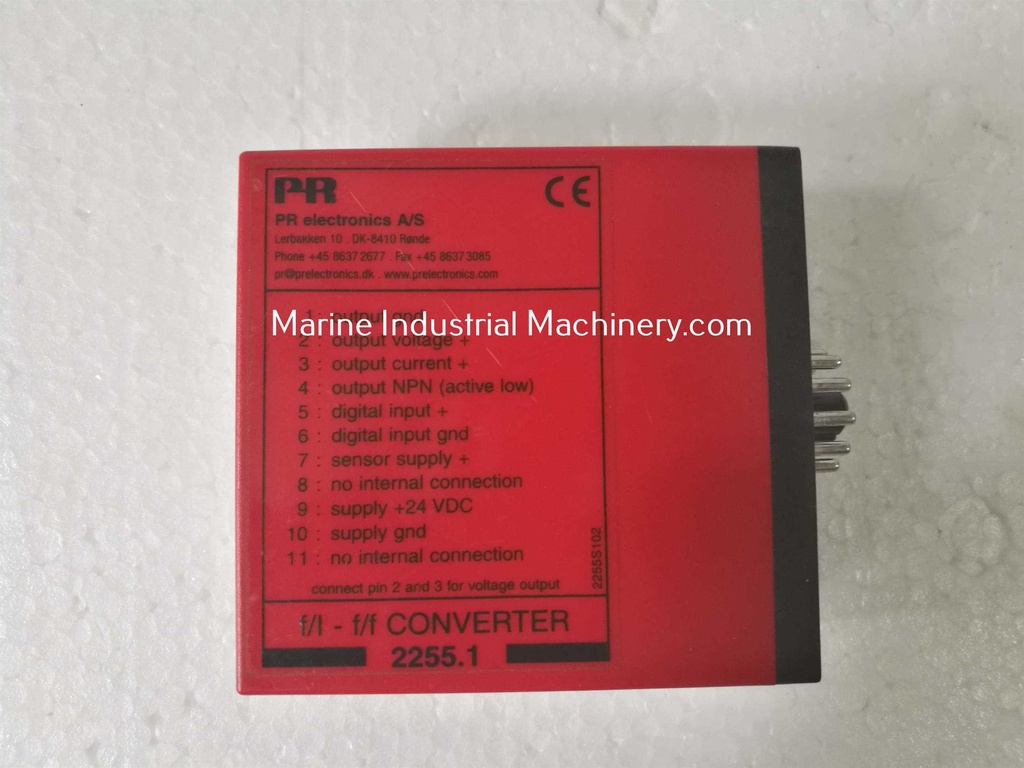 PR
CE
PR electronics A/S
Lerbakken 10 . DK-8410 Rønde
Phone +45 8637 2677 . Fax +45 8637 3085
pr@prelectronics.dk . www.prelectronics.com
1 : output gnd
Marine Industrial Machinery.com
2 : output voltage +
3 : output current +
4 : output NPN (active low)
5 : digital input +
6 : digital input gnd
7 : sensor supply +
8 : no internal connection
9 : supply +24 VDC
10 : supply gnd
11 : no internal connection
connect pin 2 and 3 for voltage output
2255S102
f/I - f/f CONVERTER
2255.1